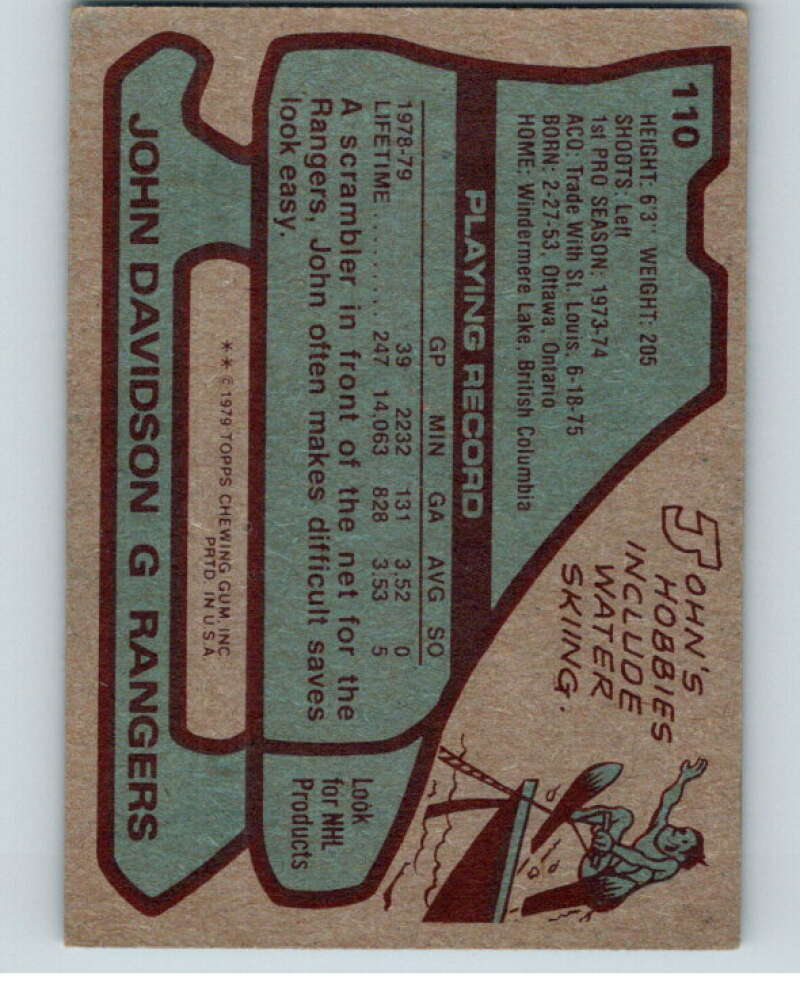 110
HEIGHT: 6'3" WEIGHT: 205
SHOOTS: Left
1st PRO SEASON: 1973-74
ACQ: Trade With St. Louis, 6-18-75
BORN: 2-27-53, Ottawa, Ontario
HOME: Windermere Lake, British Columbia
JOHN'S
HOBBIES
INCLUDE
WATER
SKIING.
PLAYING RECORD
GP MIN GA AVG SO
1978-79 39 2232 131 3.52 0
LIFETIME.......... 247 14,063 828 3.53 5
A scrambler in front of the net for the
Rangers, John often makes difficult saves
look easy.
Look
for NHL
Products
** © 1979 TOPPS CHEWING GUM, INC.
PRTD. IN U.S.A.
JOHN DAVIDSON G RANGERS